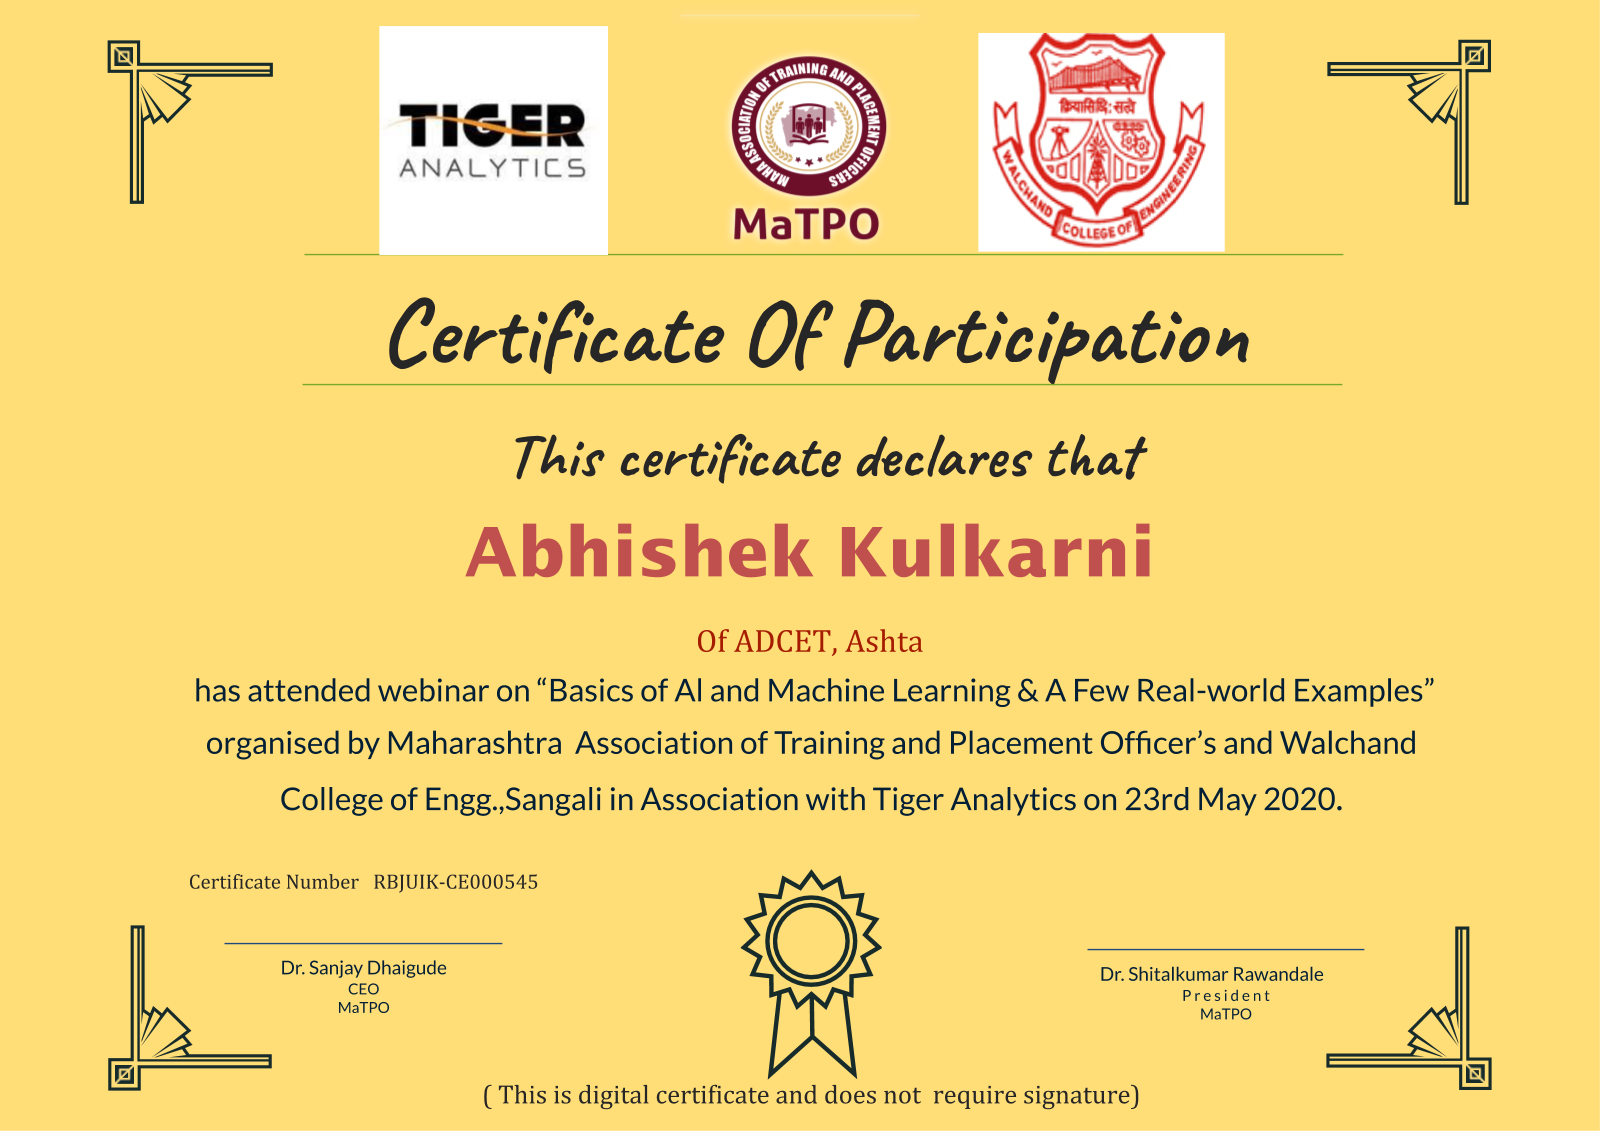 TIGER
ANALYTICS
MAHA ASSOCIATION OF TRAINING AND PLACEMENT OFFICERS
MaTPO
क्रियासिद्धि: सत्वे
WALCHAND COLLEGE OF ENGINEERING
Certificate Of Participation
This certificate declares that
Abhishek Kulkarni
Of ADCET, Ashta
has attended webinar on “Basics of Al and Machine Learning & A Few Real-world Examples”
organised by Maharashtra Association of Training and Placement Officer’s and Walchand
College of Engg.,Sangali in Association with Tiger Analytics on 23rd May 2020.
Certificate Number RBJUIK-CE000545
Dr. Sanjay Dhaigude
CEO
MaTPO
Dr. Shitalkumar Rawandale
President
MaTPO
( This is digital certificate and does not require signature)